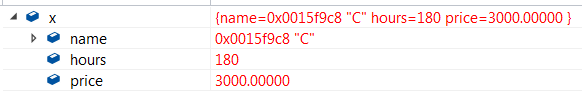 x {name=0x0015f9c8 "C" hours=180 price=3000.00000 }
name 0x0015f9c8 "C"
hours 180
price 3000.00000